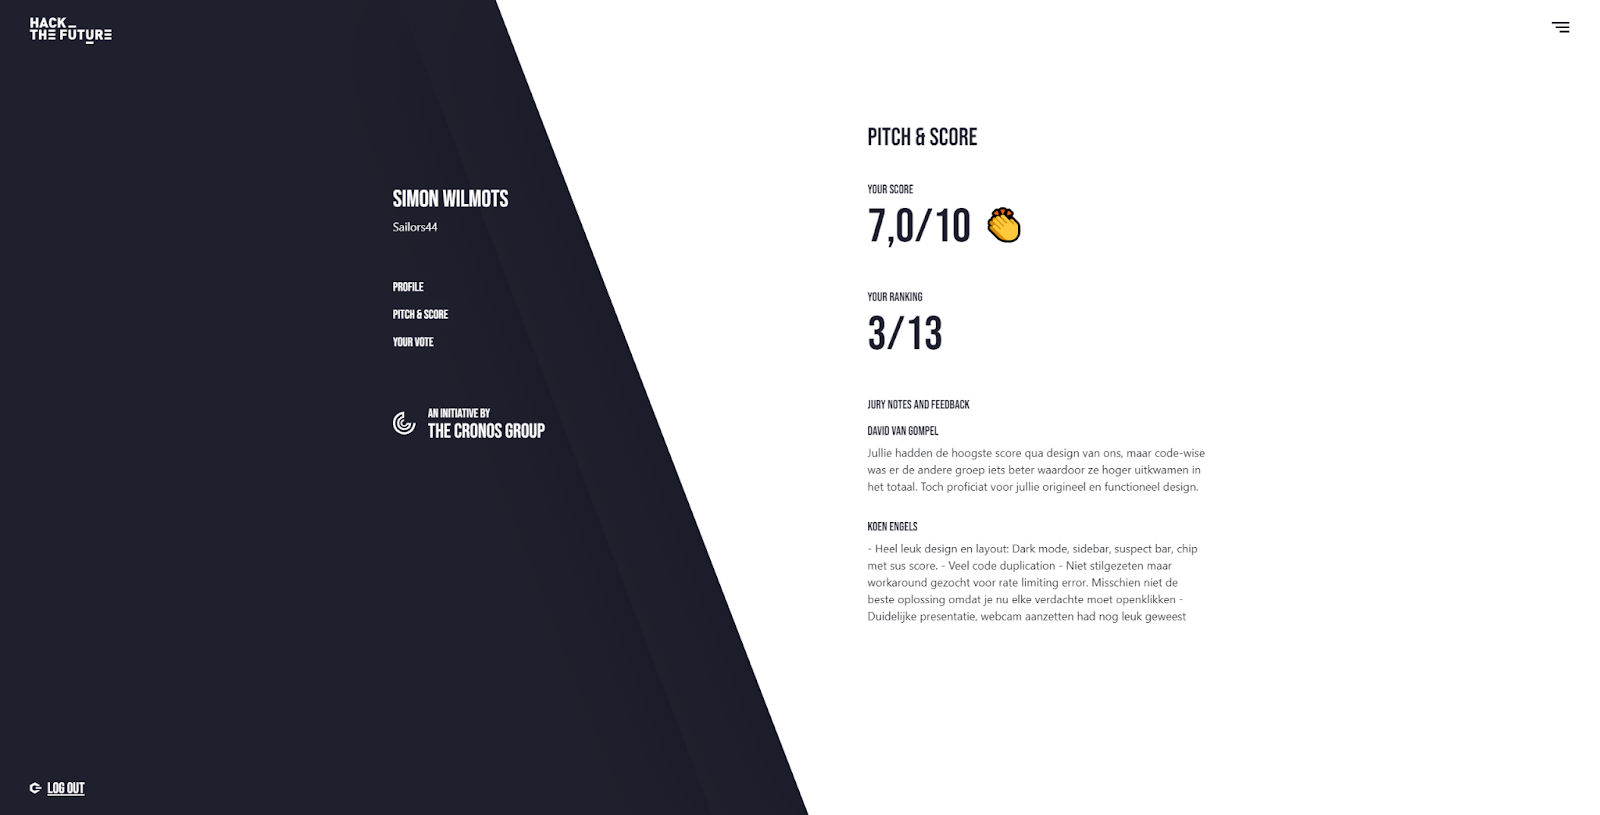 HACK_
THE FUTURE
SIMON WILMOTS
Sailors44
PROFILE
PITCH & SCORE
YOUR VOTE
AN INITIATIVE BY
THE CRONOS GROUP
LOG OUT
PITCH & SCORE
YOUR SCORE
7,0/10 👏
YOUR RANKING
3/13
JURY NOTES AND FEEDBACK
DAVID VAN GOMPEL
Jullie hadden de hoogste score qua design van ons, maar code-wise
was er de andere groep iets beter waardoor ze hoger uitkwamen in
het totaal. Toch proficiat voor jullie origineel en functioneel design.
KOEN ENGELS
- Heel leuk design en layout: Dark mode, sidebar, suspect bar, chip
met sus score. - Veel code duplication - Niet stilgezeten maar
workaround gezocht voor rate limiting error. Misschien niet de
beste oplossing omdat je nu elke verdachte moet openklikken -
Duidelijke presentatie, webcam aanzetten had nog leuk geweest